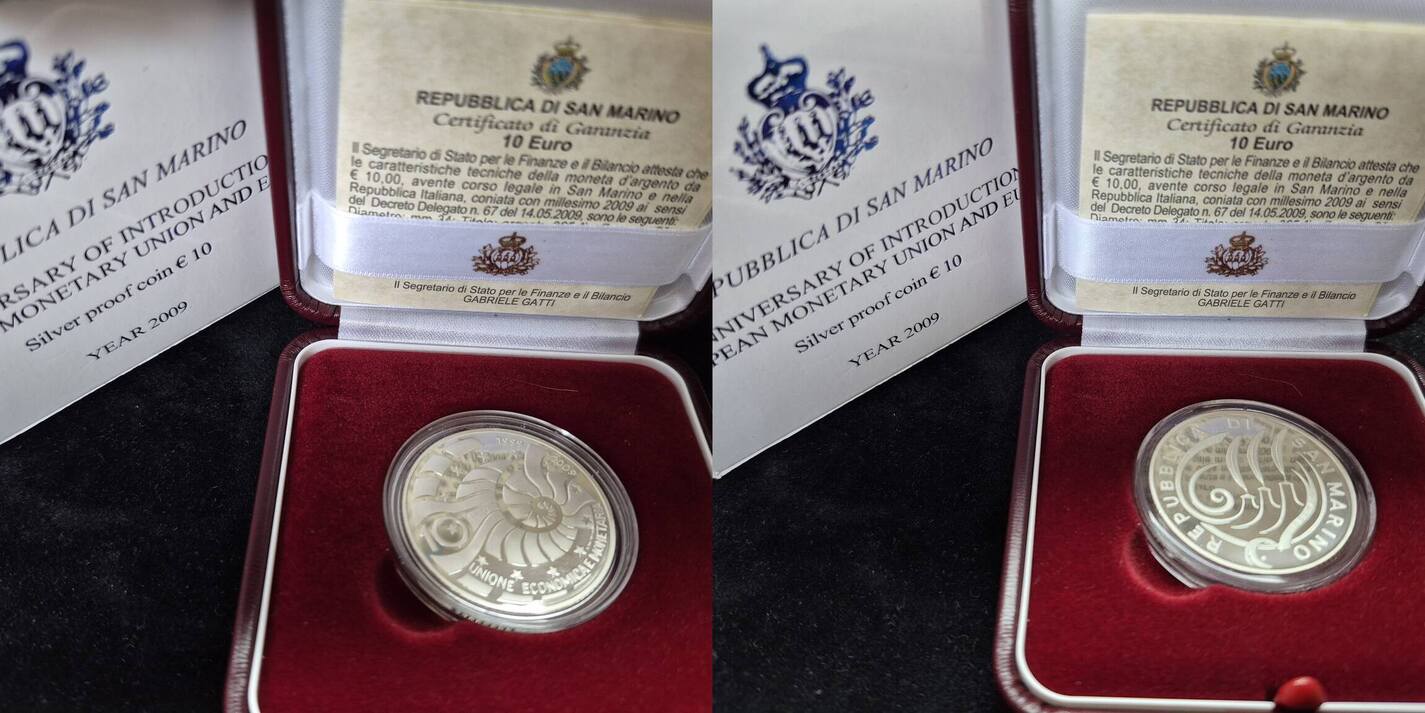 LICA DI SAN MARINO
RSARY OF INTRODUCTIO
MONETARY UNION AND E
Silver proof coin € 10
YEAR 2009
REPUBBLICA DI SAN MARINO
Certificato di Garanzia
10 Euro
Il Segretario di Stato per le Finanze e il Bilancio attesta che
le caratteristiche tecniche della moneta d'argento da
€ 10,00, avente corso legale in San Marino e nella
Repubblica Italiana, coniata con millesimo 2009 ai sensi
del Decreto Delegato n. 67 del 14.05.2009, sono le seguenti:
Il Segretario di Stato per le Finanze e il Bilancio
GABRIELE GATTI
2009
10
UNIONE ECONOMICA E MONETARIA
PUBBLICA DI SAN MARINO
NNIVERSARY OF INTRODUCTION
PEAN MONETARY UNION AND EU
Silver proof coin € 10
YEAR 2009
REPUBBLICA DI SAN MARINO
Certificato di Garanzia
10 Euro
Il Segretario di Stato per le Finanze e il Bilancio attesta che
le caratteristiche tecniche della moneta d'argento da
€ 10,00, avente corso legale in San Marino e nella
Repubblica Italiana, coniata con millesimo 2009 ai sensi
del Decreto Delegato n. 67 del 14.05.2009, sono le seguenti:
Diametro: mm 34:
Il Segretario di Stato per le Finanze e il Bilancio
GABRIELE GATTI
REPUBBLICA DI SAN MARINO